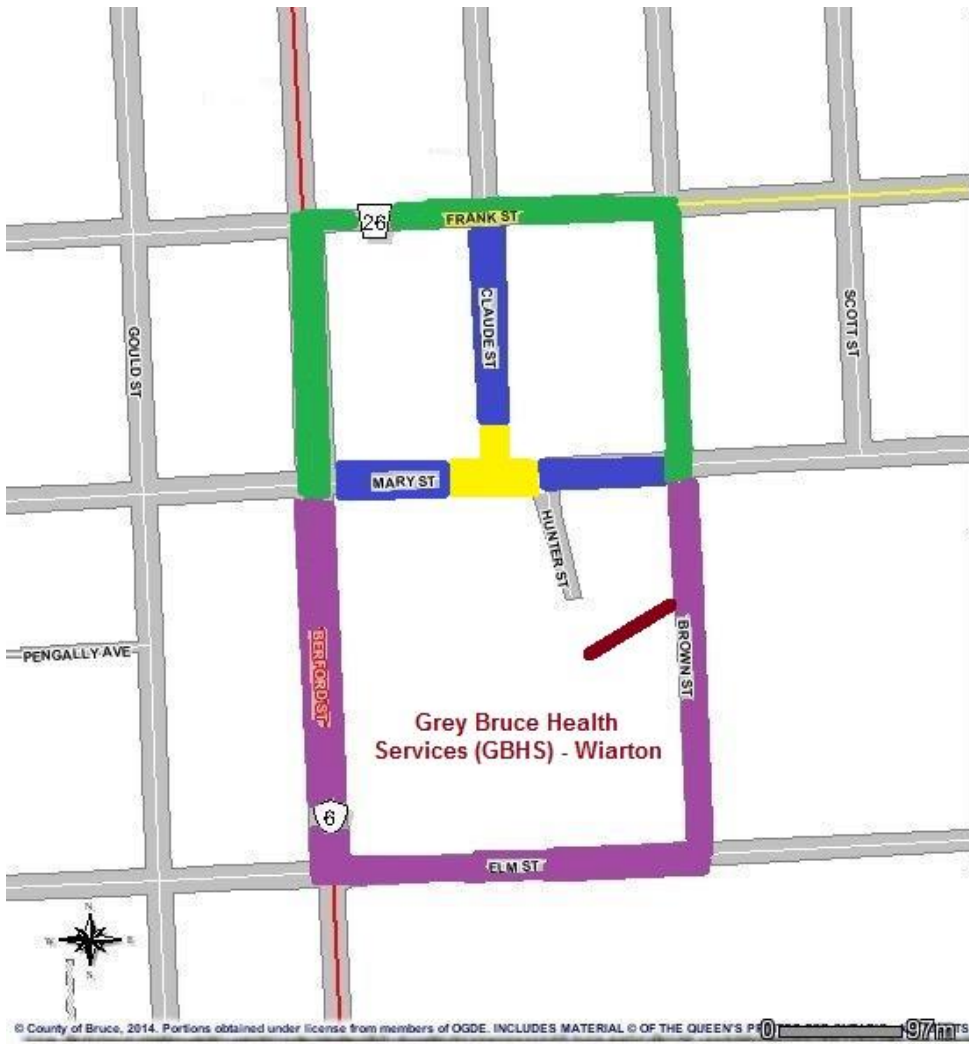 26
FRANK ST
CLAUDE ST
SCOTT ST
GOULD ST
MARY ST
HUNTER ST
PENGALLY AVE
BERFORD ST
BROWN ST
Grey Bruce Health
Services (GBHS) - Wiarton
6
ELM ST
N
W
E
S
© County of Bruce, 2014. Portions obtained under license from members of OGDE. INCLUDES MATERIAL © OF THE QUEEN'S
0 97m